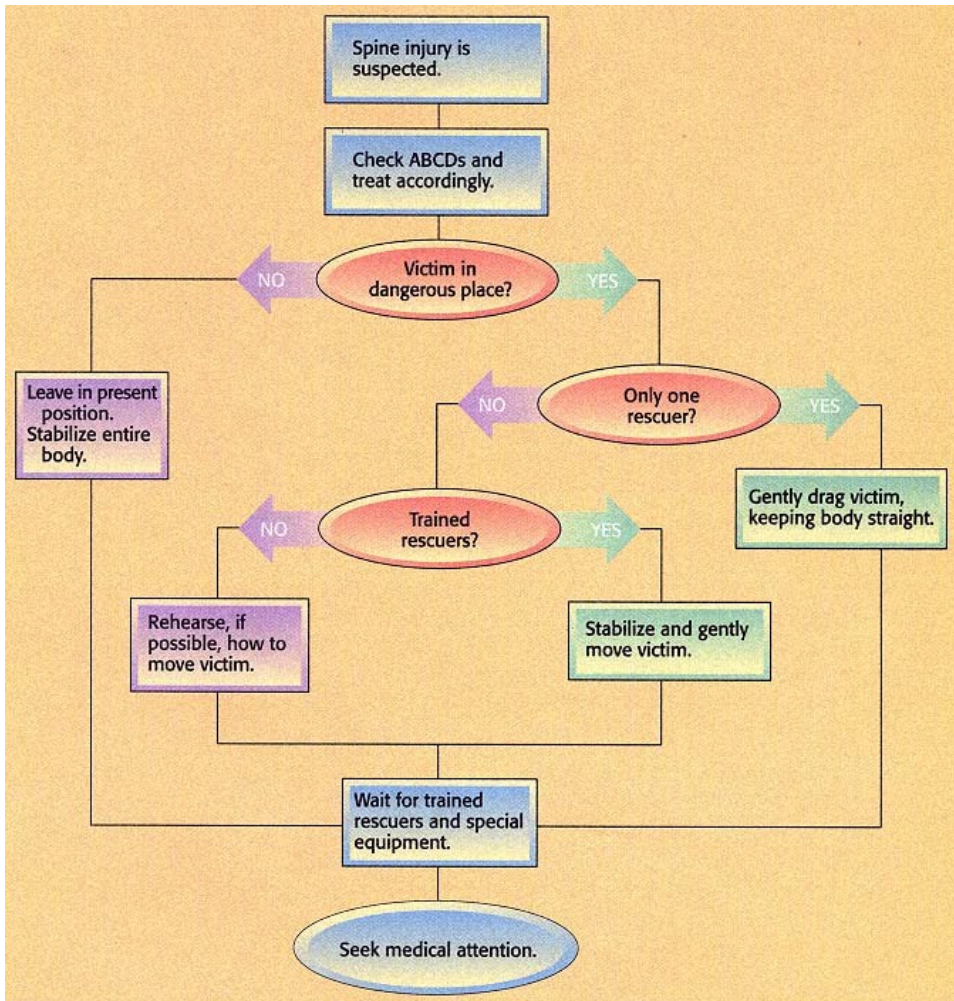 Spine injury is
suspected.
Check ABCDs and
treat accordingly.
NO
Victim in
dangerous place?
YES
Leave in present
position.
Stabilize entire
body.
NO
Only one
rescuer?
YES
Gently drag victim,
keeping body straight.
NO
Trained
rescuers?
YES
Rehearse, if
possible, how to
move victim.
Stabilize and gently
move victim.
Wait for trained
rescuers and special
equipment.
Seek medical attention.